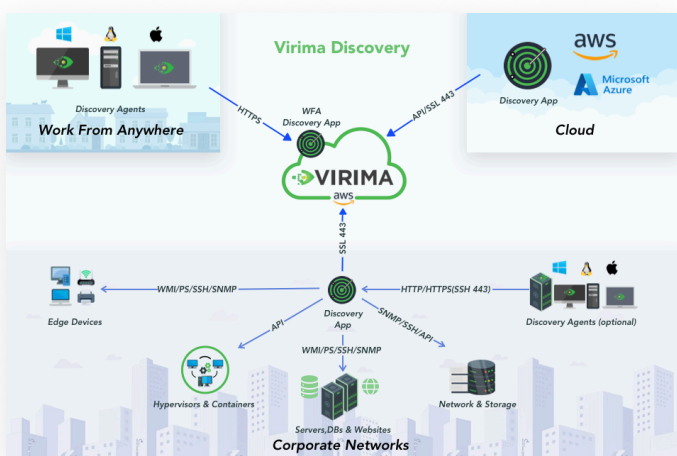 Virima Discovery
Discovery Agents
Work From Anywhere
HTTPS
WFA
Discovery App
API/SSL 443
aws
Microsoft
Azure
Discovery App
Cloud
VIRIMA
aws
SSL 443
Edge Devices
WMI/PS/SSH/SNMP
Discovery
App
HTTP/HTTPS(SSH 443)
Discovery Agents (optional)
API
WMI/PS/SSH/SNMP
SNMP/SSH/API
Hypervisors & Containers
Servers,DBs & Websites
Network & Storage
Corporate Networks